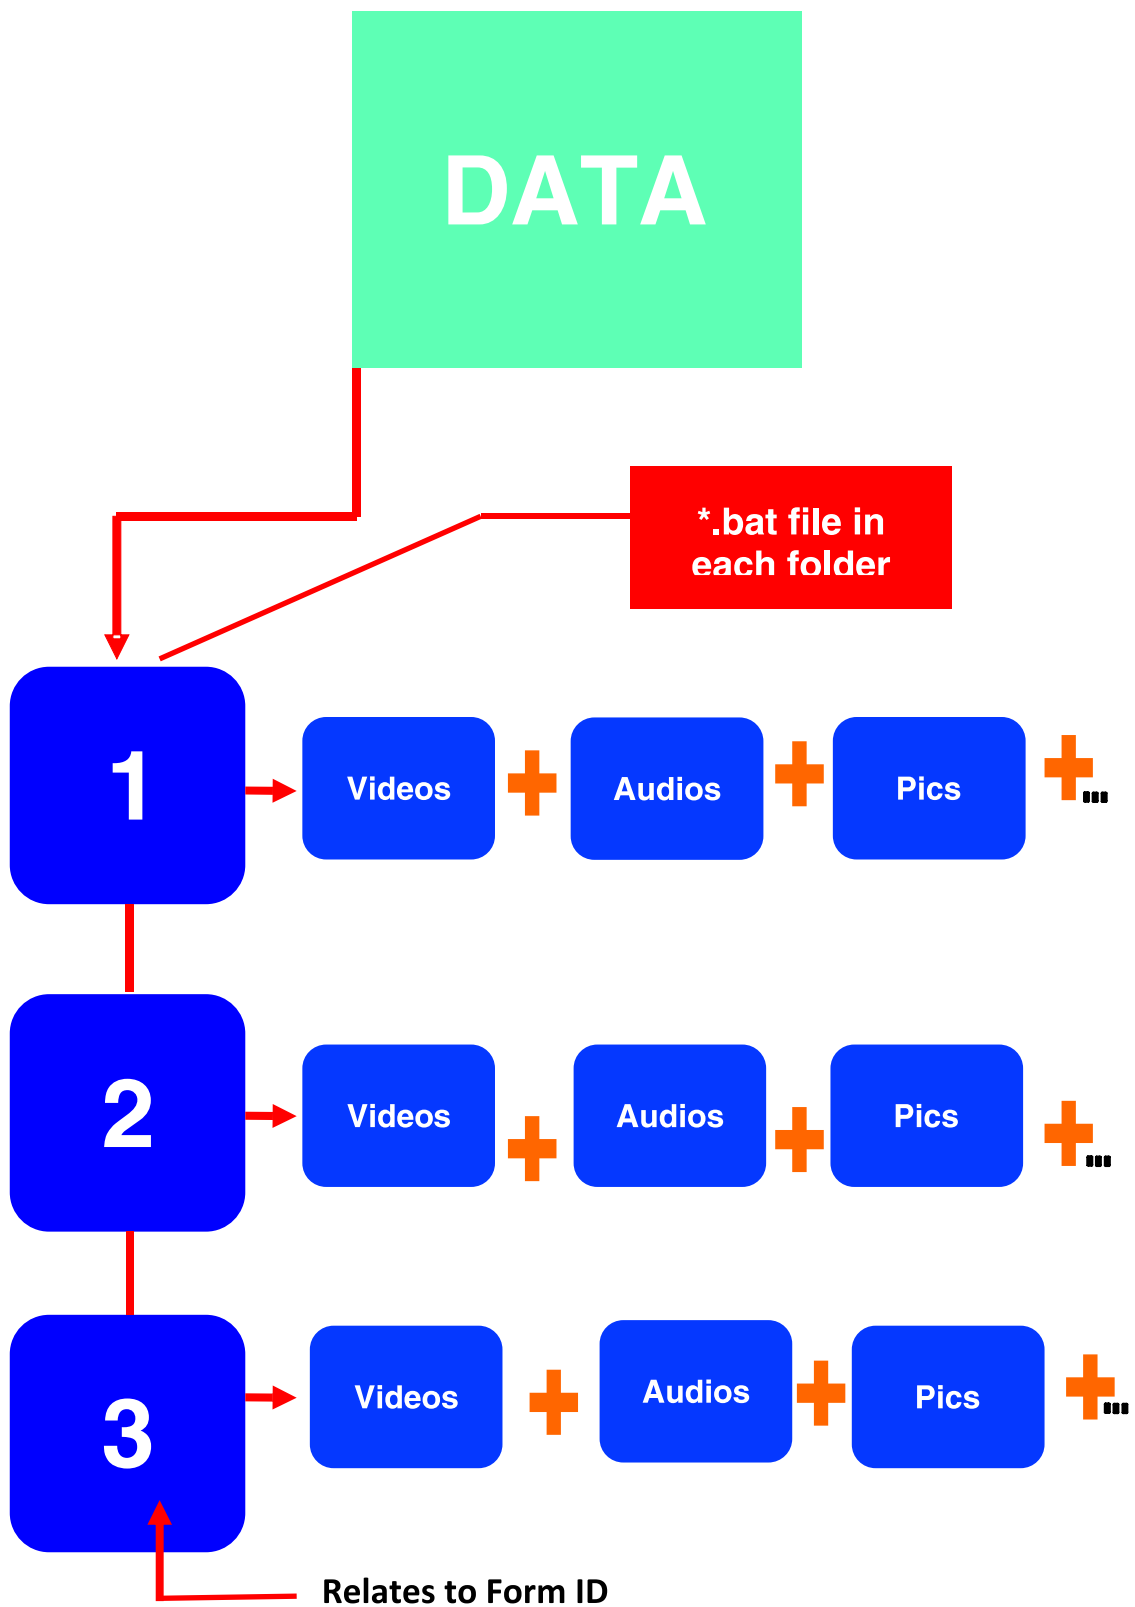 DATA
*.bat file in
each folder
1
Videos
Audios
Pics
...
2
Videos
Audios
Pics
...
3
Videos
Audios
Pics
...
Relates to Form ID